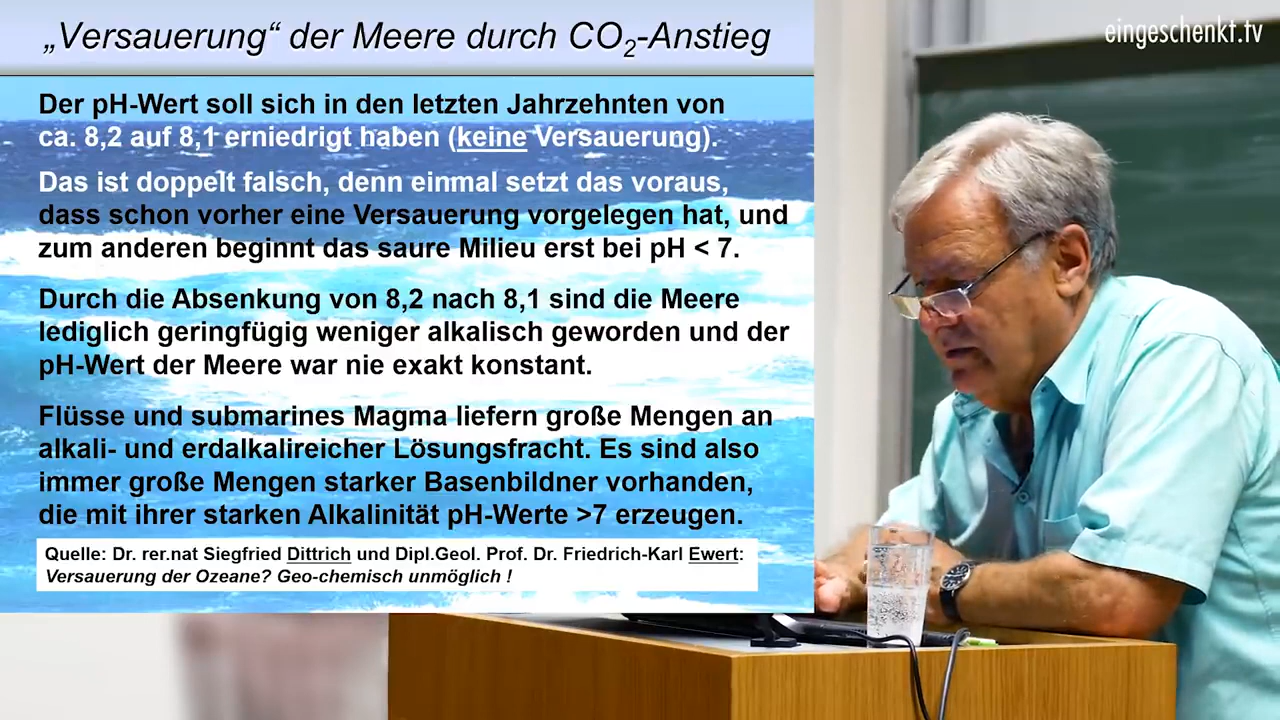 „Versauerung“ der Meere durch CO₂-Anstieg
eingeschenkt.tv
Der pH-Wert soll sich in den letzten Jahrzehnten von
ca. 8,2 auf 8,1 erniedrigt haben (keine Versauerung).
Das ist doppelt falsch, denn einmal setzt das voraus,
dass schon vorher eine Versauerung vorgelegen hat, und
zum anderen beginnt das saure Milieu erst bei pH < 7.
Durch die Absenkung von 8,2 nach 8,1 sind die Meere
lediglich geringfügig weniger alkalisch geworden und der
pH-Wert der Meere war nie exakt konstant.
Flüsse und submarines Magma liefern große Mengen an
alkali- und erdalkalireicher Lösungsfracht. Es sind also
immer große Mengen starker Basenbildner vorhanden,
die mit ihrer starken Alkalinität pH-Werte >7 erzeugen.
Quelle: Dr. rer.nat Siegfried Dittrich und Dipl.Geol. Prof. Dr. Friedrich-Karl Ewert:
Versauerung der Ozeane? Geo-chemisch unmöglich !